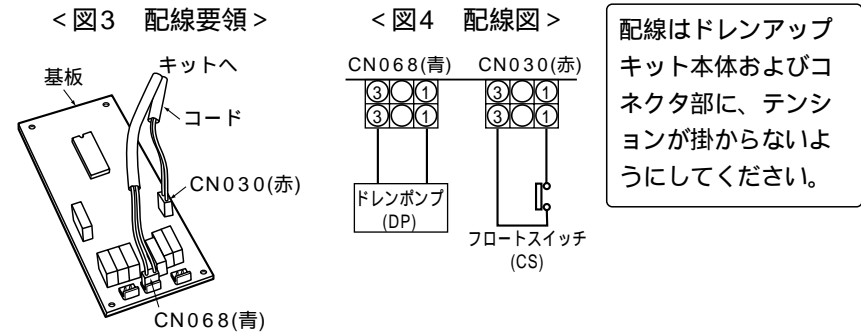 <図3 配線要領>
基板
キットへ
コード
CN030(赤)
CN068(青)
<図4 配線図>
CN068(青) CN030(赤)
3 1 3 1
3 1 3 1
ドレンポンプ
(DP)
フロートスイッチ
(CS)
配線はドレンアップ
キット本体およびコ
ネクタ部に、テンシ
ョンが掛からないよ
うにしてください。